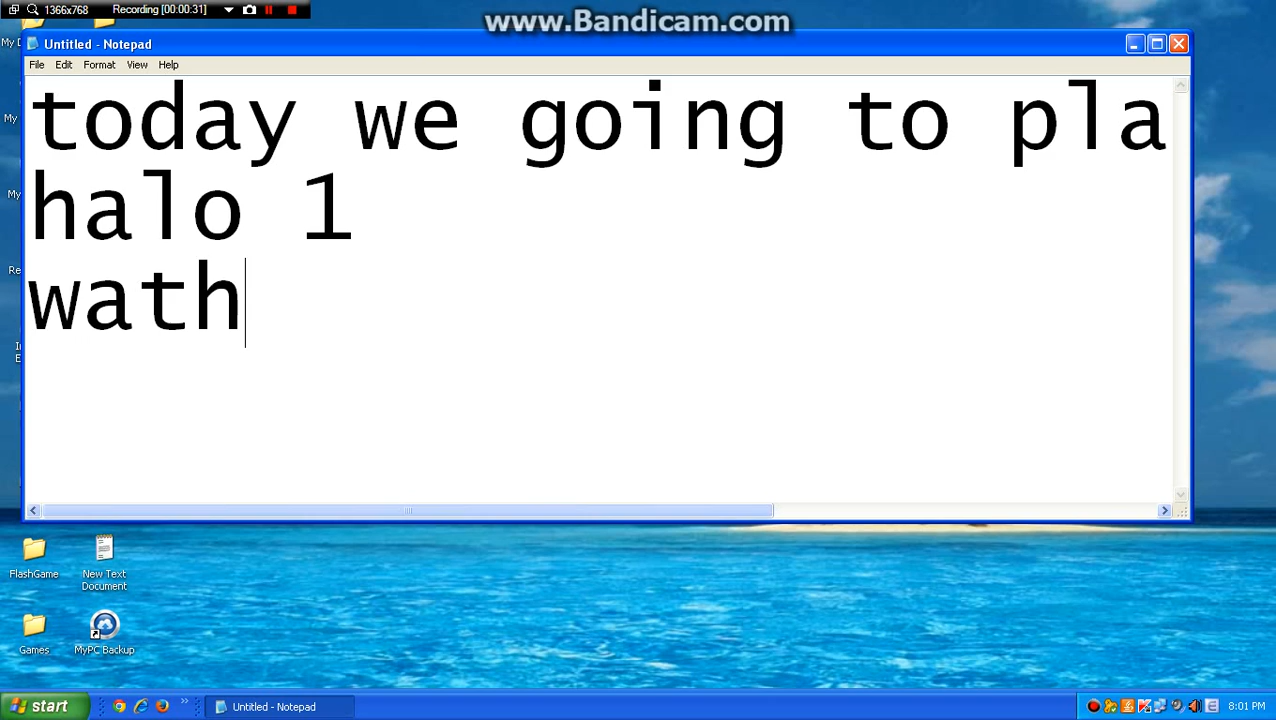 1366x768 Recording [00:00:31]
www.Bandicam.com
Untitled - Notepad
File Edit Format View Help
today we going to pla
halo 1
wath
FlashGame
New Text
Document
Games
MyPC Backup
start
Untitled - Notepad
8:01 PM